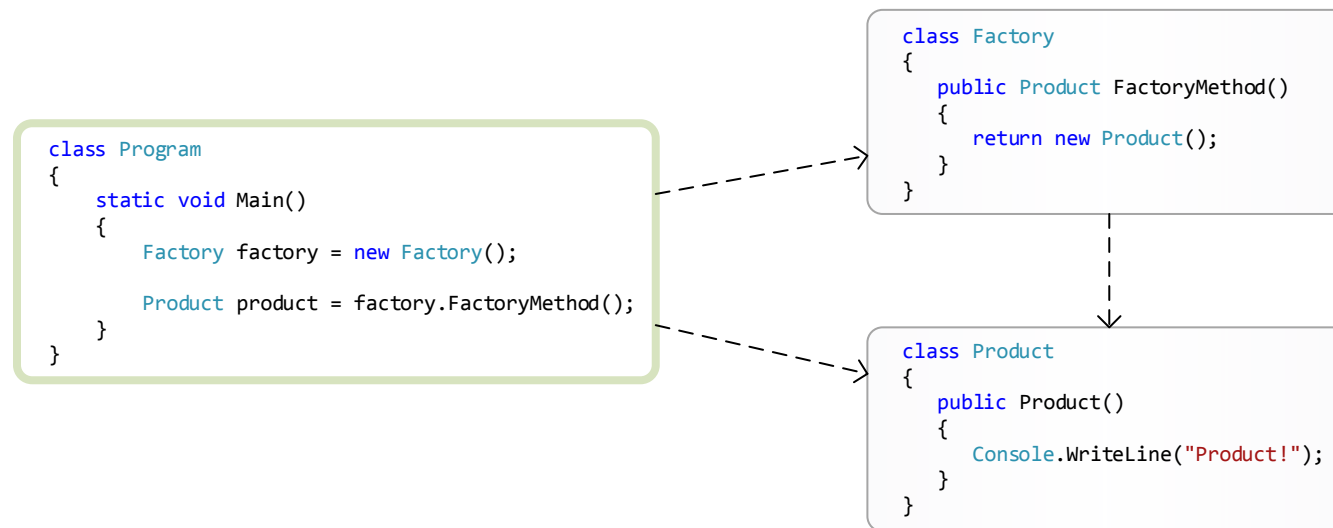 class Program
{
    static void Main()
    {
        Factory factory = new Factory();
        Product product = factory.FactoryMethod();
    }
}
class Factory
{
   public Product FactoryMethod()
   {
      return new Product();
   }
}
class Product
{
   public Product()
   {
      Console.WriteLine("Product!");
   }
}